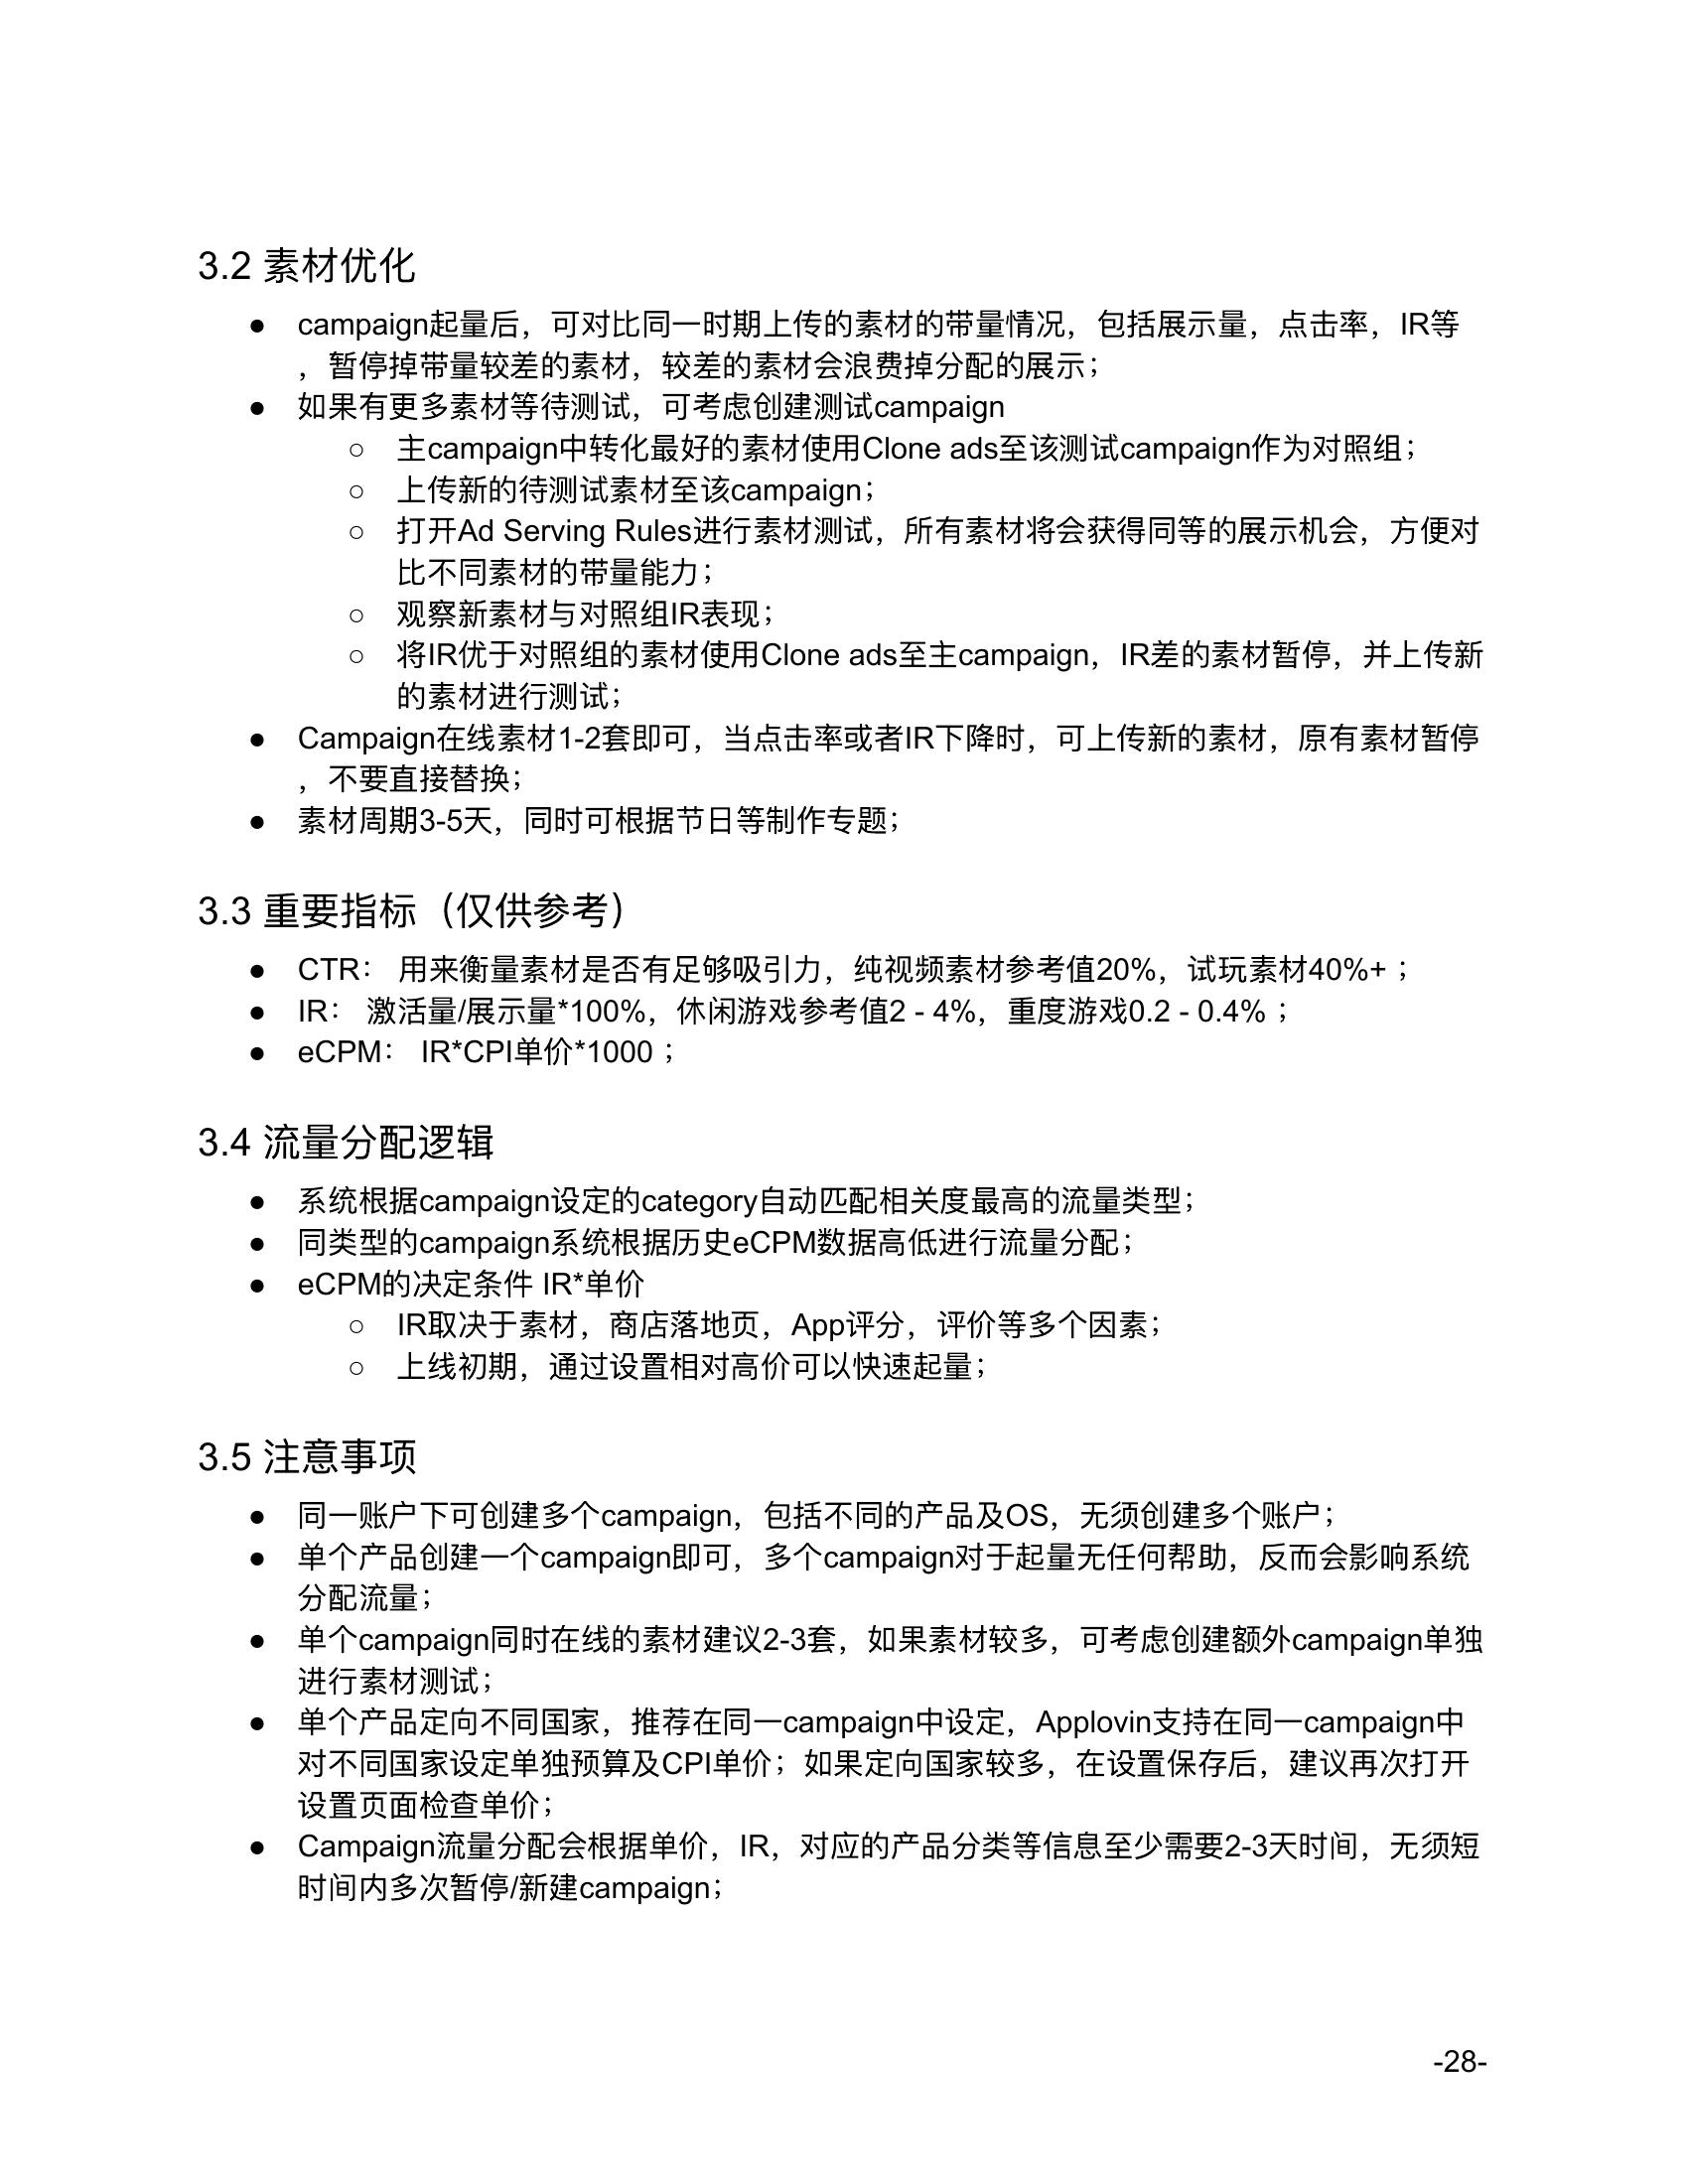 3.2 素材优化
● campaign起量后，可对比同一时期上传的素材的带量情况，包括展示量，点击率，IR等
，暂停掉带量较差的素材，较差的素材会浪费掉分配的展示；
● 如果有更多素材等待测试，可考虑创建测试campaign
○ 主campaign中转化最好的素材使用Clone ads至该测试campaign作为对照组；
○ 上传新的待测试素材至该campaign；
○ 打开Ad Serving Rules进行素材测试，所有素材将会获得同等的展示机会，方便对
比不同素材的带量能力；
○ 观察新素材与对照组IR表现；
○ 将IR优于对照组的素材使用Clone ads至主campaign，IR差的素材暂停，并上传新
的素材进行测试；
● Campaign在线素材1-2套即可，当点击率或者IR下降时，可上传新的素材，原有素材暂停
，不要直接替换；
● 素材周期3-5天，同时可根据节日等制作专题；
3.3 重要指标（仅供参考）
● CTR： 用来衡量素材是否有足够吸引力，纯视频素材参考值20%，试玩素材40%+；
● IR： 激活量/展示量*100%，休闲游戏参考值2 - 4%，重度游戏0.2 - 0.4%；
● eCPM： IR*CPI单价*1000；
3.4 流量分配逻辑
● 系统根据campaign设定的category自动匹配相关度最高的流量类型；
● 同类型的campaign系统根据历史eCPM数据高低进行流量分配；
● eCPM的决定条件 IR*单价
○ IR取决于素材，商店落地页，App评分，评价等多个因素；
○ 上线初期，通过设置相对高价可以快速起量；
3.5 注意事项
● 同一账户下可创建多个campaign，包括不同的产品及OS，无须创建多个账户；
● 单个产品创建一个campaign即可，多个campaign对于起量无任何帮助，反而会影响系统
分配流量；
● 单个campaign同时在线的素材建议2-3套，如果素材较多，可考虑创建额外campaign单独
进行素材测试；
● 单个产品定向不同国家，推荐在同一campaign中设定，Applovin支持在同一campaign中
对不同国家设定单独预算及CPI单价；如果定向国家较多，在设置保存后，建议再次打开
设置页面检查单价；
● Campaign流量分配会根据单价，IR，对应的产品分类等信息至少需要2-3天时间，无须短
时间内多次暂停/新建campaign；
-28-